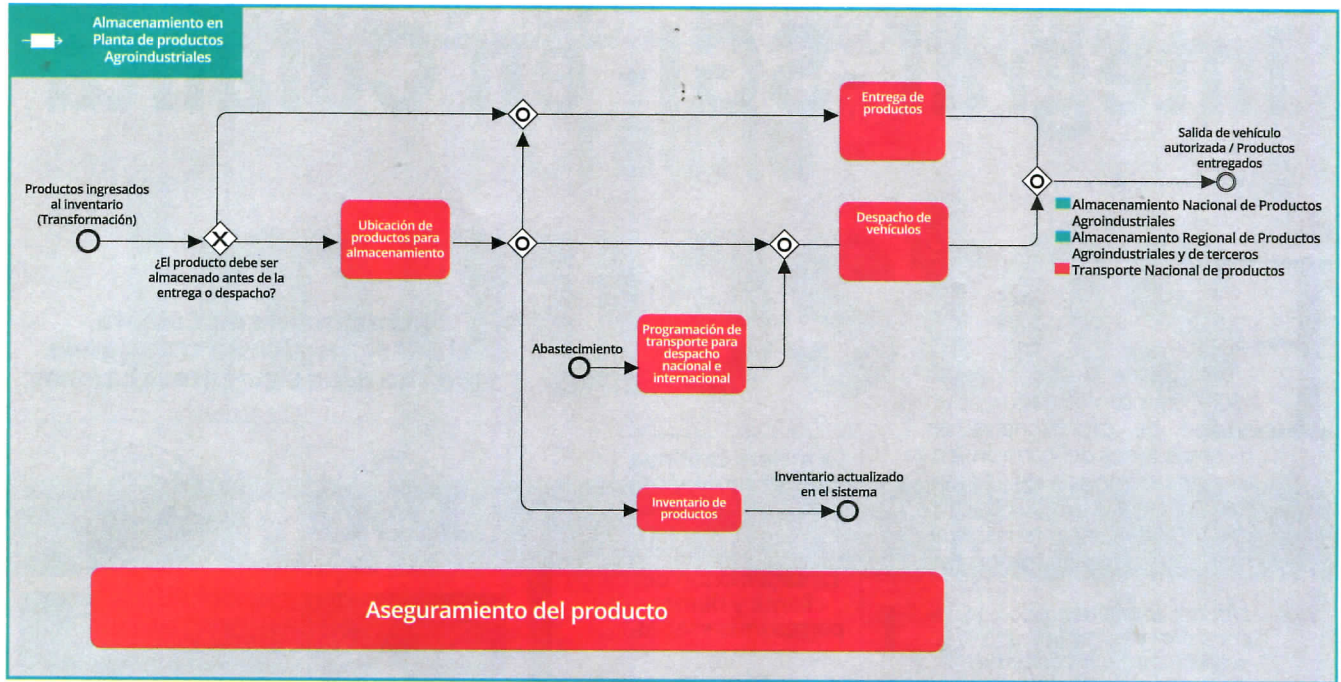 Almacenamiento en
Planta de productos
Agroindustriales
Entrega de
productos
Salida de vehículo
autorizada / Productos
entregados
Productos ingresados
al inventario
(Transformación)
Ubicación de
productos para
almacenamiento
Despacho de
vehículos
Almacenamiento Nacional de Productos
Agroindustriales
Almacenamiento Regional de Productos
Agroindustriales y de terceros
Transporte Nacional de productos
¿El producto debe ser
almacenado antes de la
entrega o despacho?
Abastecimiento
Programación de
transporte para
despacho
nacional e
internacional
Inventario de
productos
Inventario actualizado
en el sistema
Aseguramiento del producto